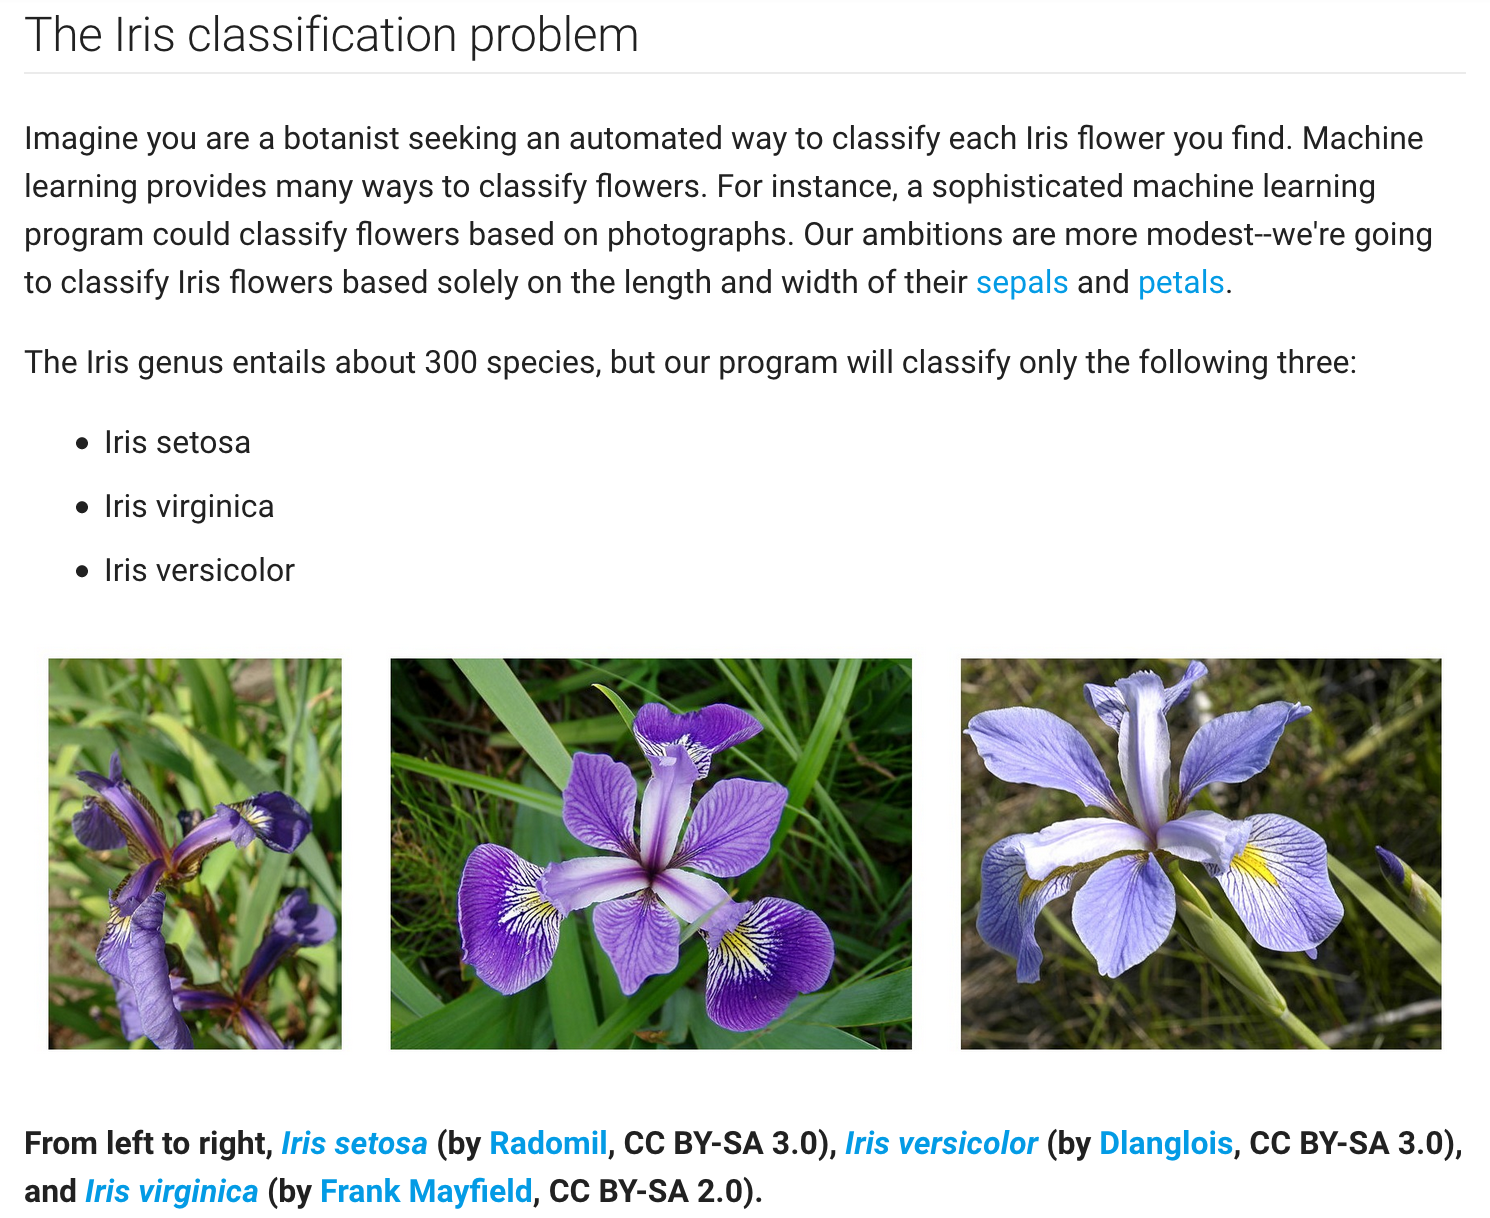 The Iris classification problem
Imagine you are a botanist seeking an automated way to classify each Iris flower you find. Machine
learning provides many ways to classify flowers. For instance, a sophisticated machine learning
program could classify flowers based on photographs. Our ambitions are more modest--we're going
to classify Iris flowers based solely on the length and width of their sepals and petals.
The Iris genus entails about 300 species, but our program will classify only the following three:
• Iris setosa
• Iris virginica
• Iris versicolor
From left to right, Iris setosa (by Radomil, CC BY-SA 3.0), Iris versicolor (by Dlanglois, CC BY-SA 3.0),
and Iris virginica (by Frank Mayfield, CC BY-SA 2.0).